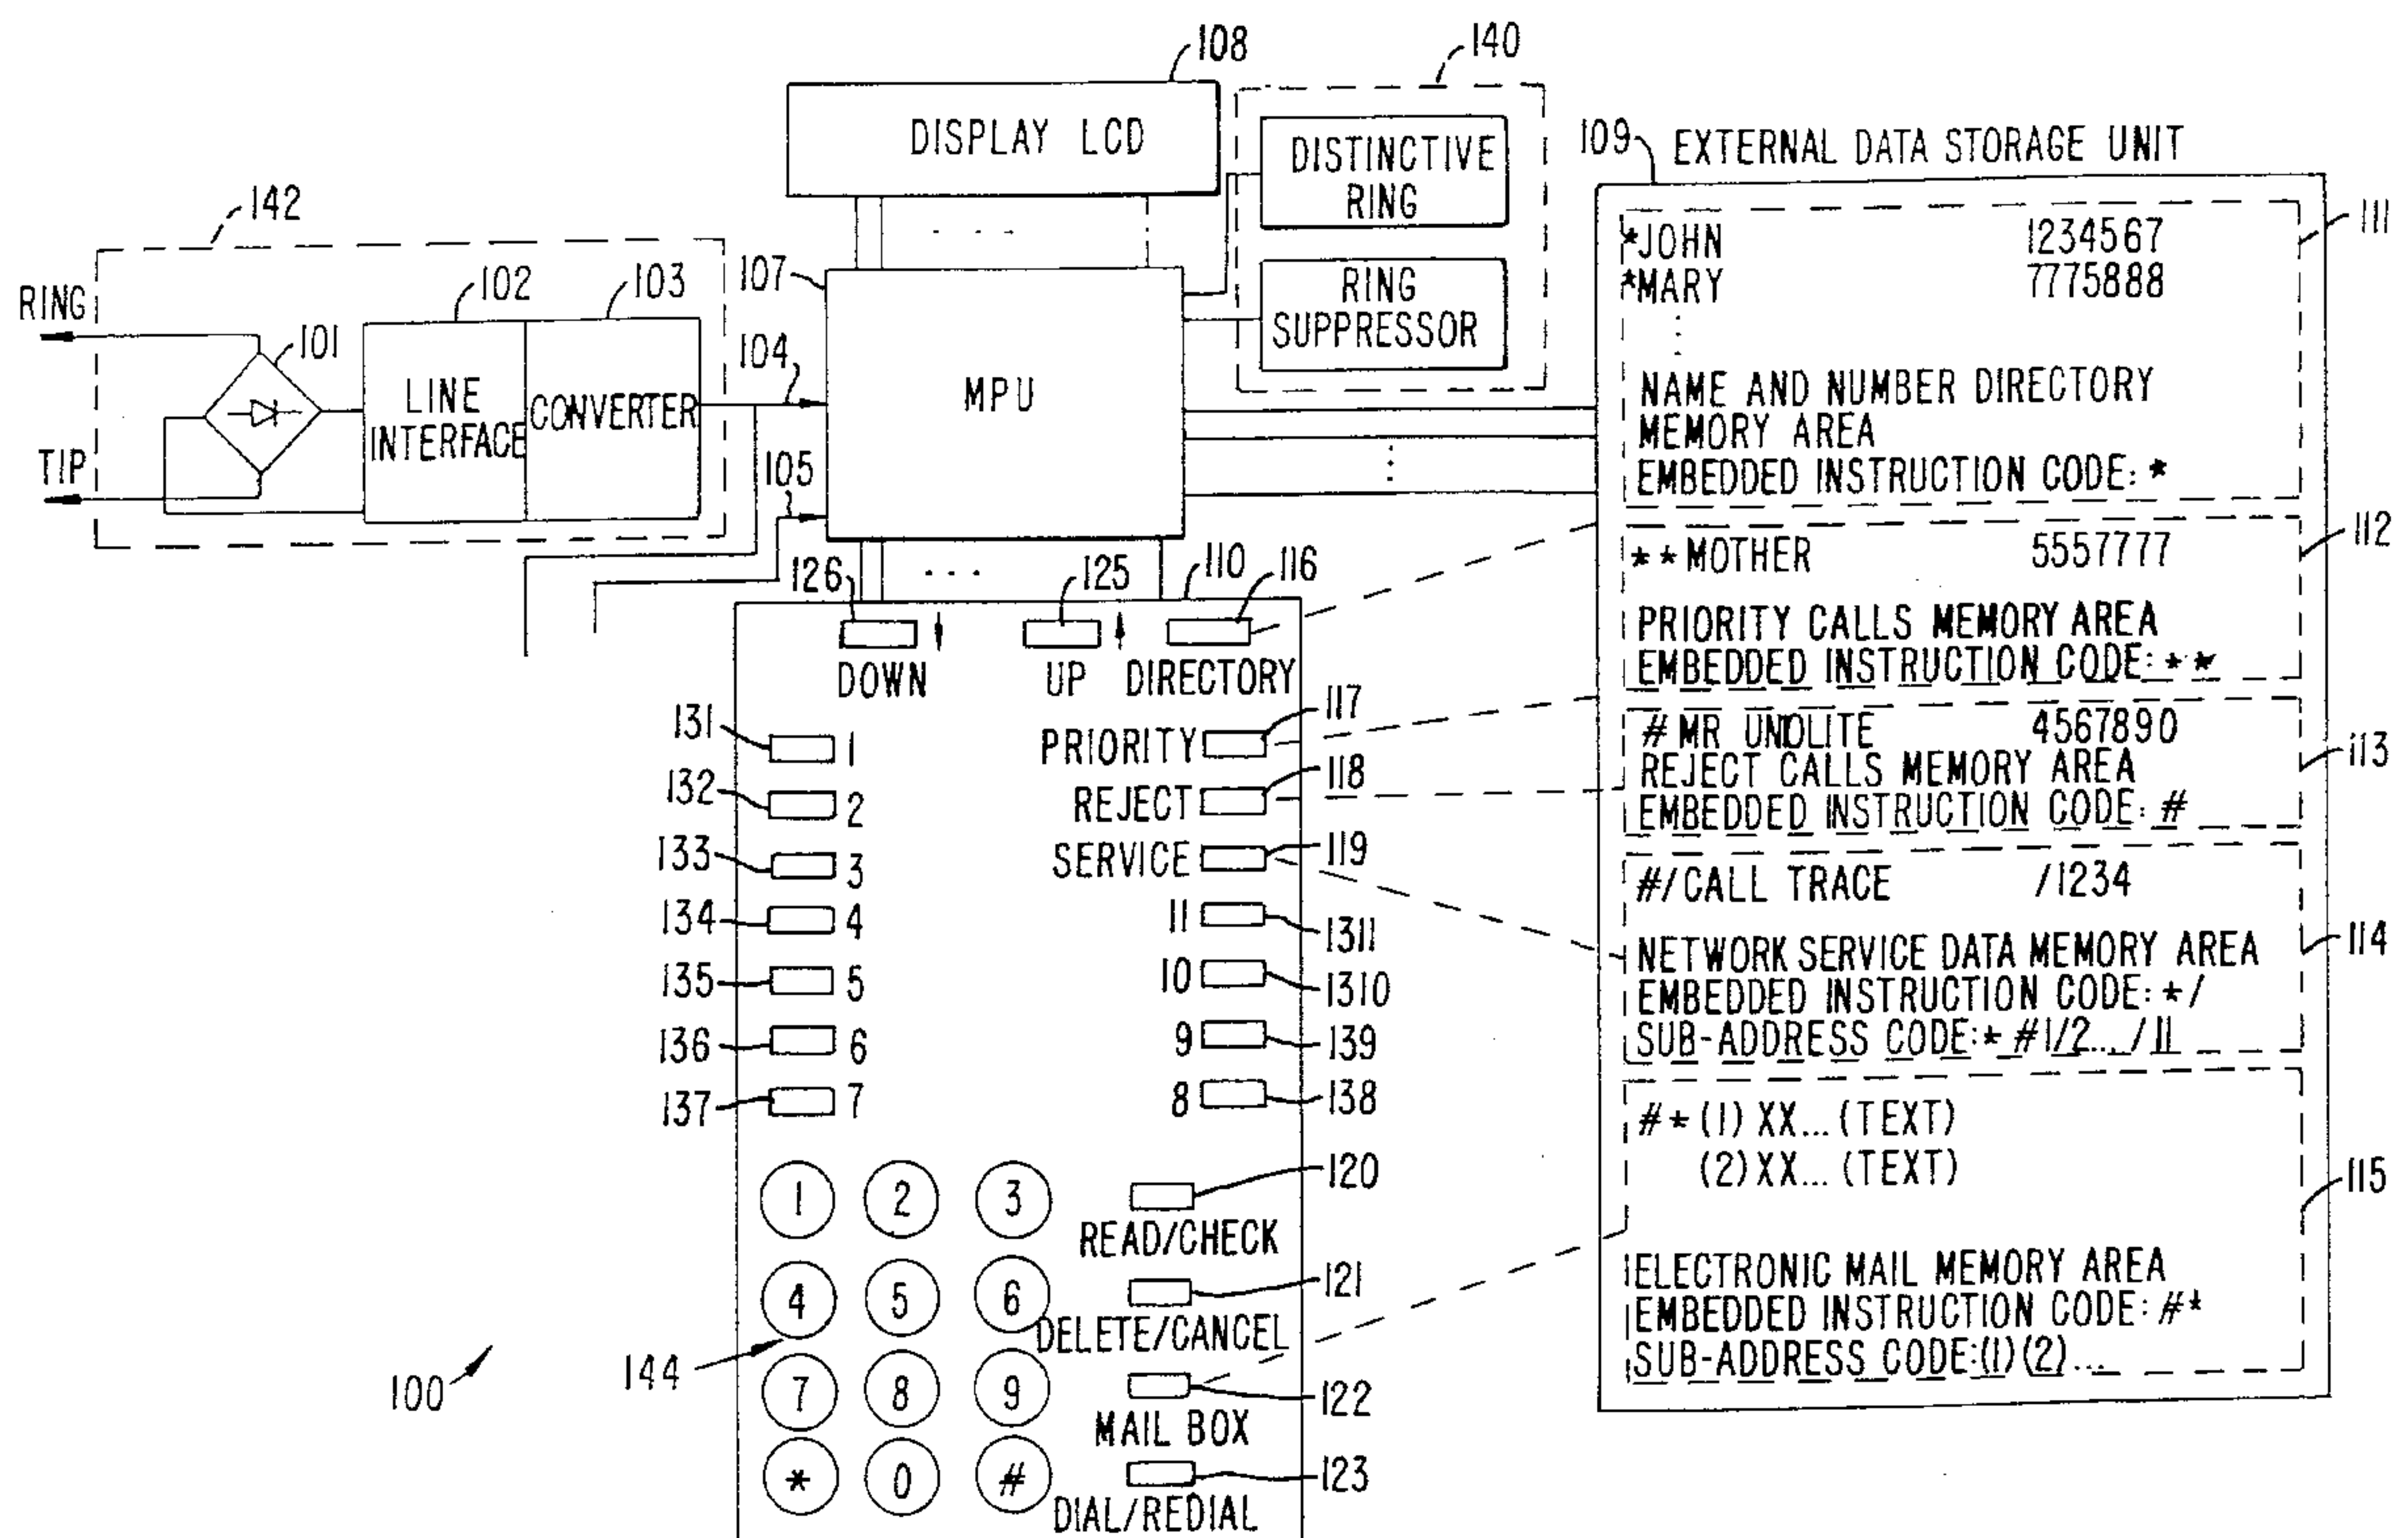 108
140
DISPLAY LCD
DISTINCTIVE
RING
RING
SUPPRESSOR
109
EXTERNAL DATA STORAGE UNIT
142
RING
TIP
101
102
103
LINE
INTERFACE
CONVERTER
104
105
107
MPU
*JOHN 1234567
*MARY 7775888
NAME AND NUMBER DIRECTORY
MEMORY AREA
EMBEDDED INSTRUCTION CODE: *
111
**MOTHER 5557777
PRIORITY CALLS MEMORY AREA
EMBEDDED INSTRUCTION CODE: **
112
# MR UNOLITE 4567890
REJECT CALLS MEMORY AREA
EMBEDDED INSTRUCTION CODE: #
113
#/CALL TRACE /1234
NETWORK SERVICE DATA MEMORY AREA
EMBEDDED INSTRUCTION CODE: */
SUB-ADDRESS CODE:* #1/2.../11
114
#*(1) XX...(TEXT)
(2)XX...(TEXT)
ELECTRONIC MAIL MEMORY AREA
EMBEDDED INSTRUCTION CODE: #*
SUB-ADDRESS CODE:(1)(2)...
115
126
125
110
116
DOWN
UP
DIRECTORY
131 1
PRIORITY 117
132 2
REJECT 118
133 3
SERVICE 119
134 4
11 1311
135 5
10 1310
136 6
9 139
137 7
8 138
1 2 3
120
READ/CHECK
4 5 6
121
DELETE/CANCEL
144
100
7 8 9
122
MAIL BOX
* 0 #
123
DIAL/REDIAL